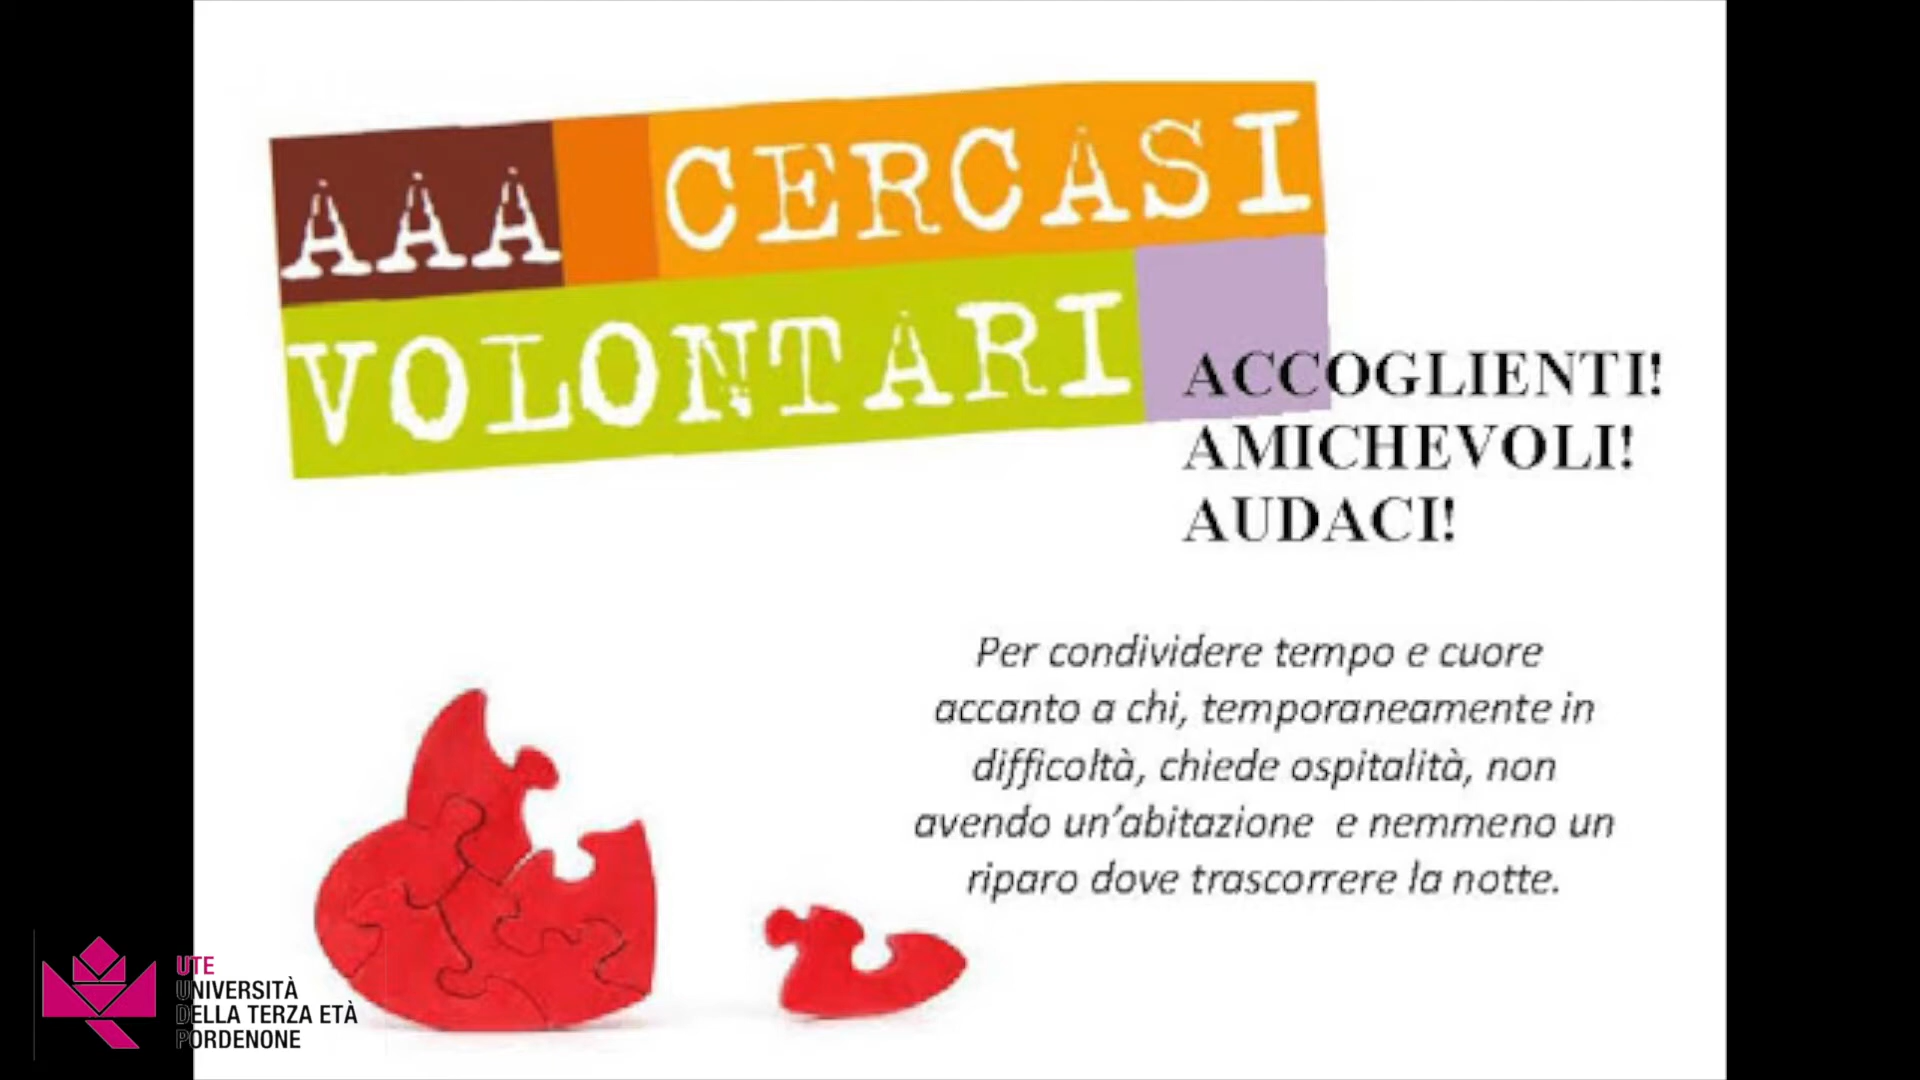 AAA CERCASI
VOLONTARI
ACCOGLIENTI!
AMICHEVOLI!
AUDACI!
Per condividere tempo e cuore
accanto a chi, temporaneamente in
difficoltà, chiede ospitalità, non
avendo un'abitazione e nemmeno un
riparo dove trascorrere la notte.
UTE
UNIVERSITÀ
DELLA TERZA ETÀ
PORDENONE